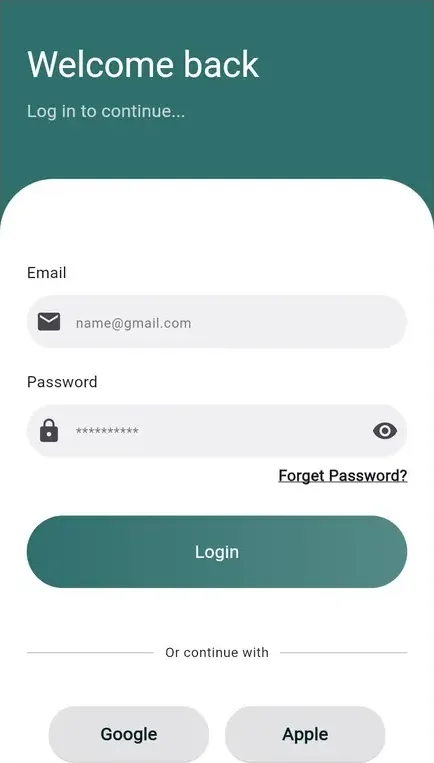 Welcome back
Log in to continue...
Email
name@gmail.com
Password
**********
Forget Password?
Login
Or continue with
Google
Apple